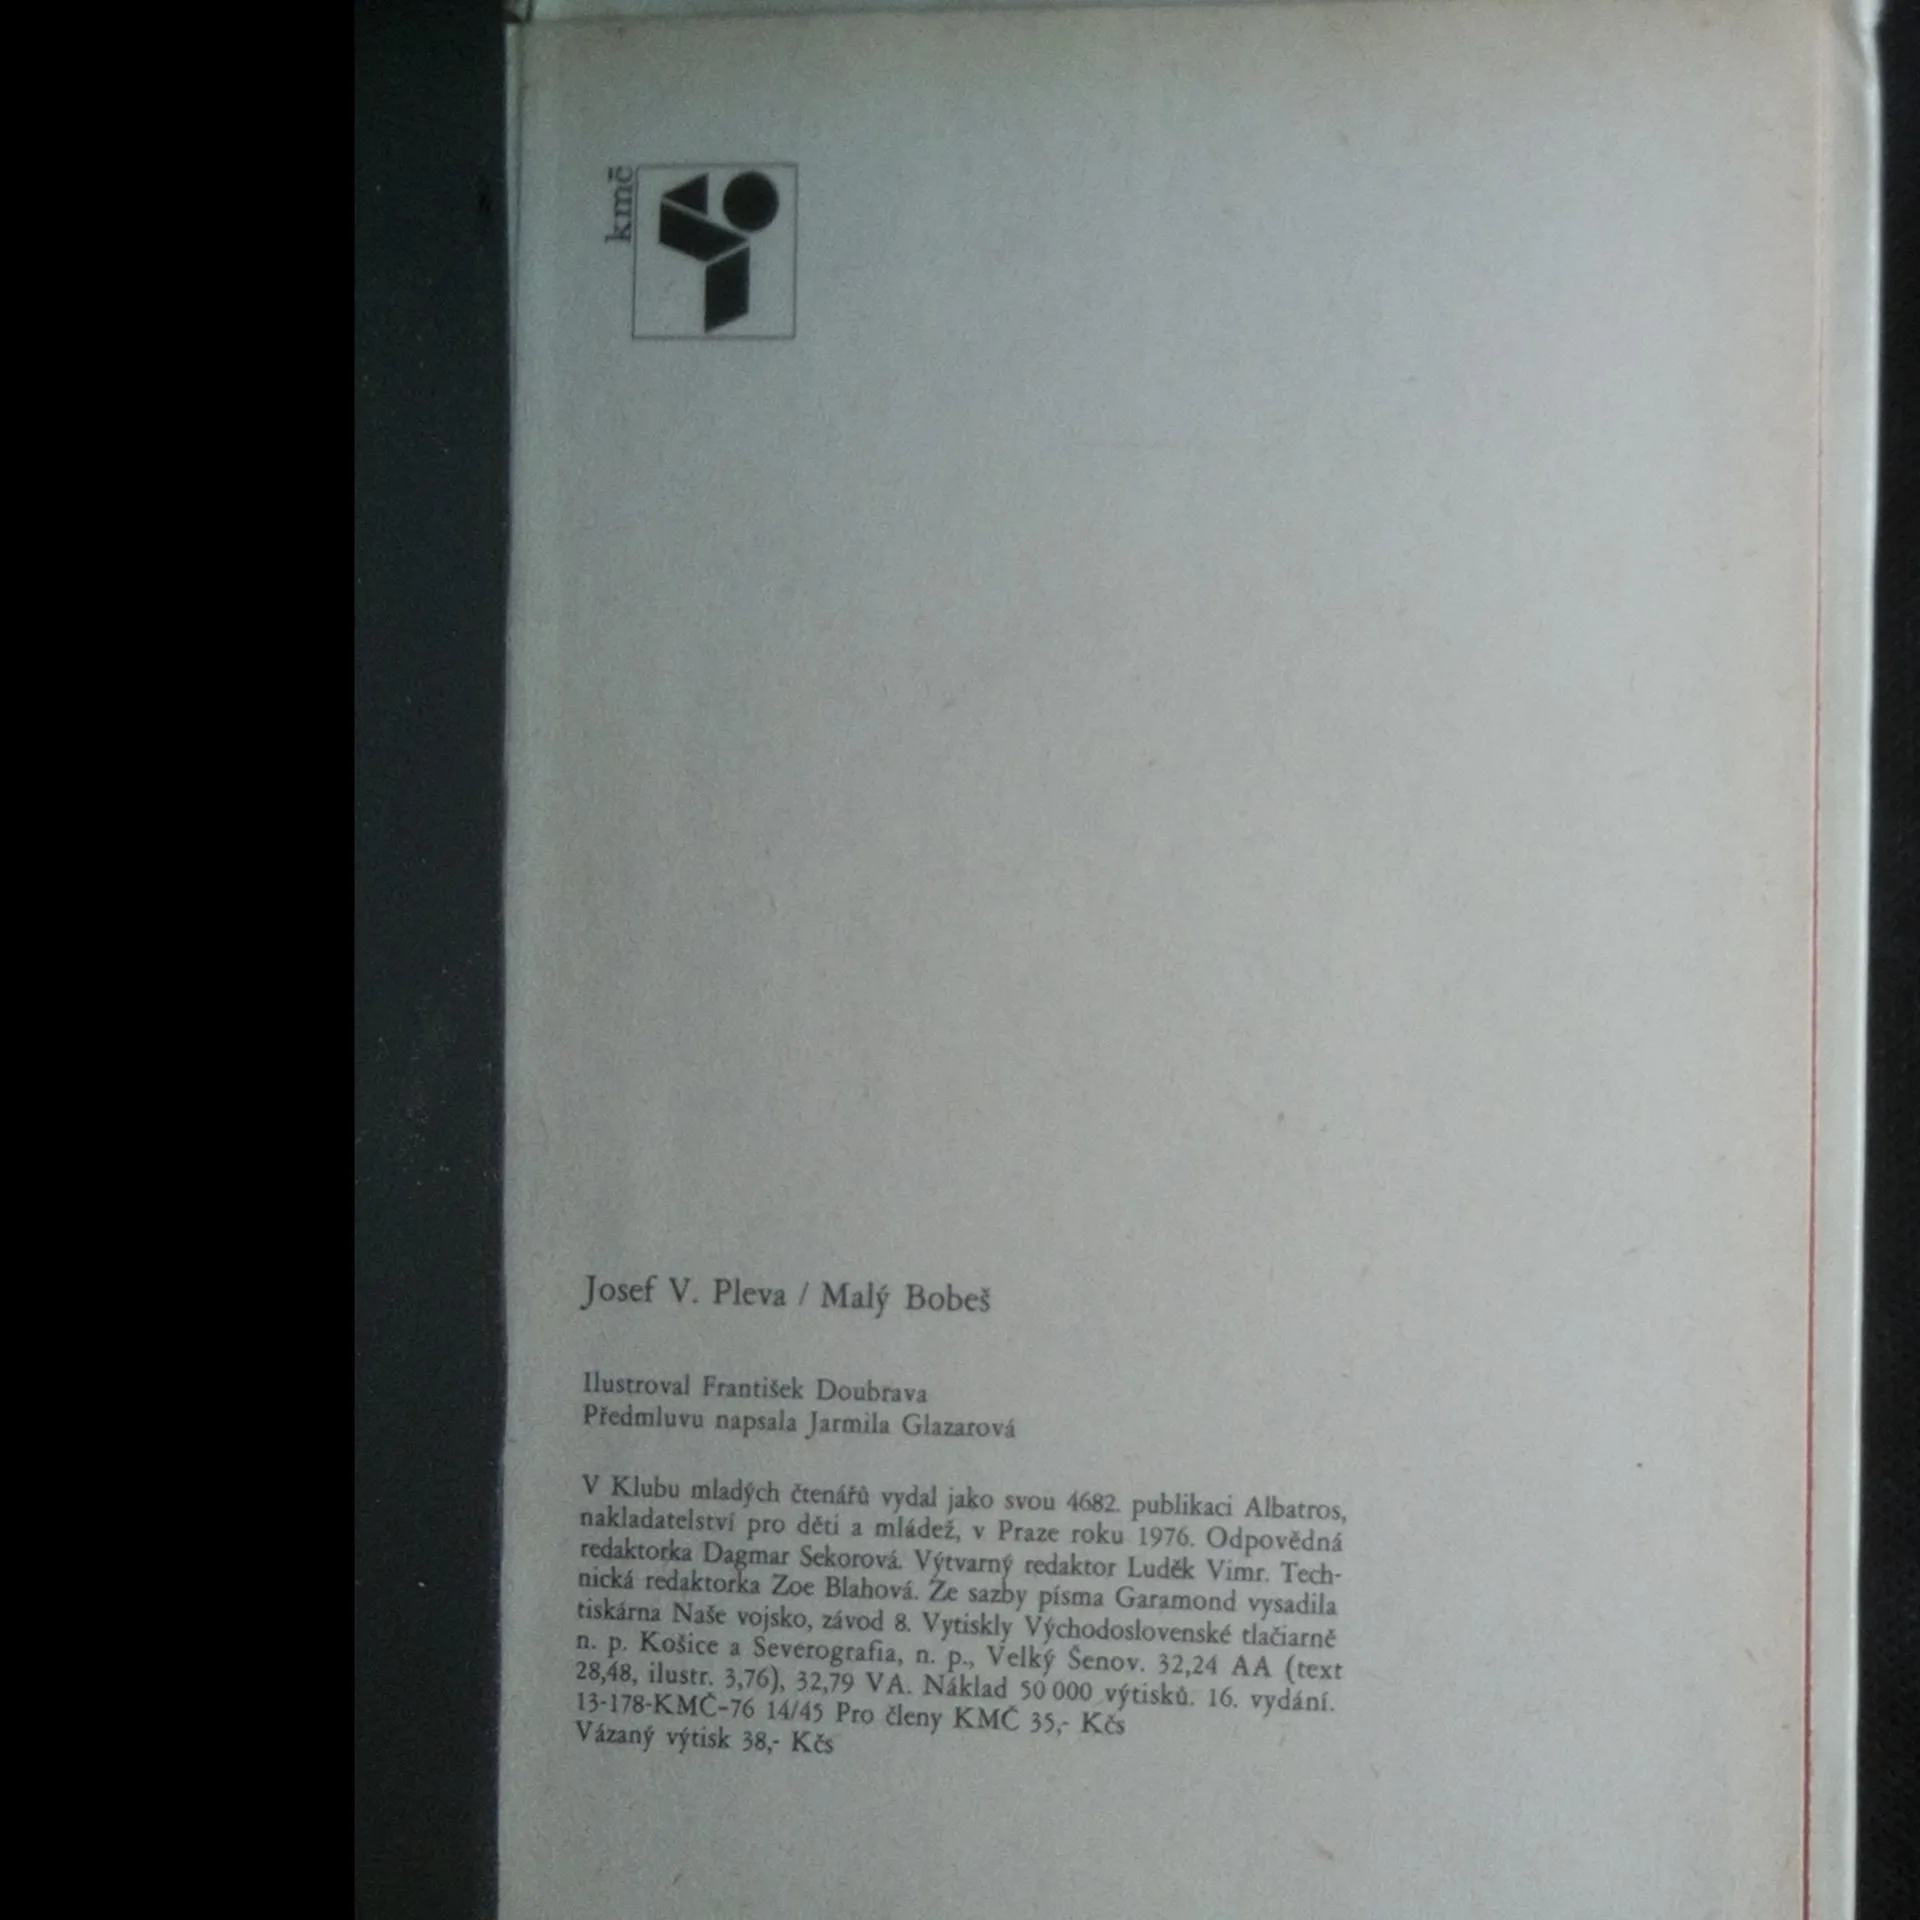 kmč
Josef V. Pleva / Malý Bobeš
Ilustroval František Doubrava
Předmluvu napsala Jarmila Glazarová
V Klubu mladých čtenářů vydal jako svou 4682. publikaci Albatros,
nakladatelství pro děti a mládež, v Praze roku 1976. Odpovědná
redaktorka Dagmar Sekorová. Výtvarný redaktor Luděk Vimr. Tech-
nická redaktorka Zoe Blahová. Ze sazby písma Garamond vysadila
tiskárna Naše vojsko, závod 8. Vytiskly Východoslovenské tlačiarně
n. p. Košice a Severografia, n. p., Velký Šenov. 32,24 AA (text
28,48, ilustr. 3,76), 32,79 VA. Náklad 50 000 výtisků. 16. vydání.
13-178-KMČ-76 14/45 Pro členy KMČ 35,- Kčs
Vázaný výtisk 38,- Kčs